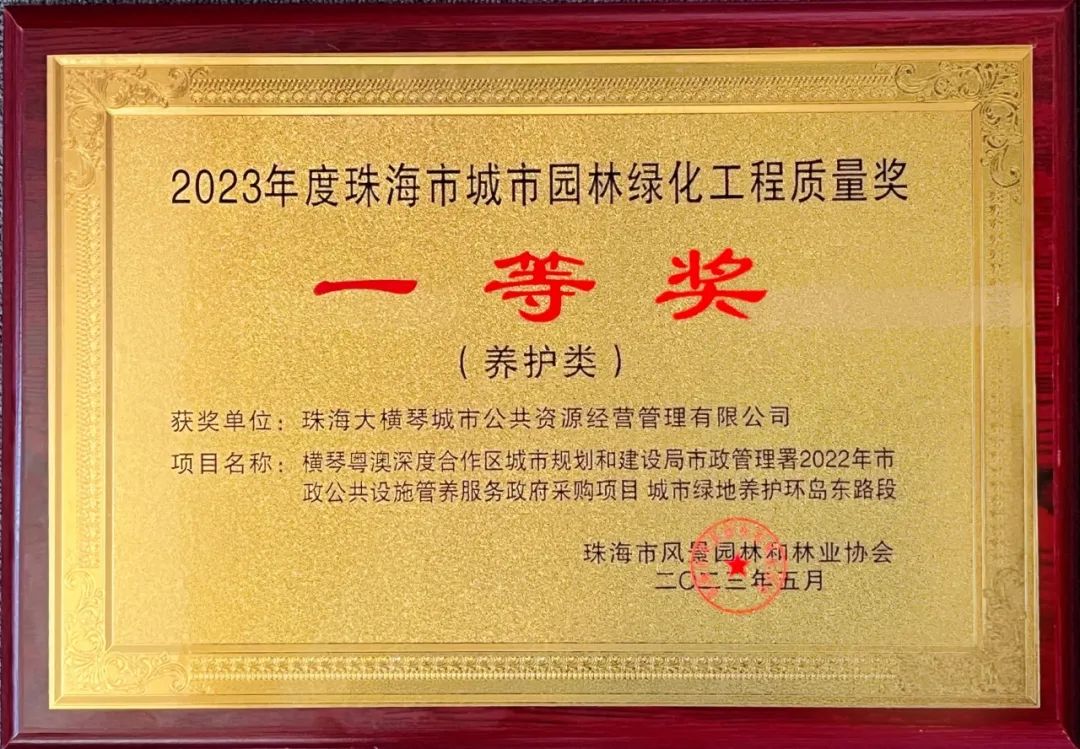 2023年度珠海市城市园林绿化工程质量奖
一等奖
（养护类）
获奖单位：珠海大横琴城市公共资源经营管理有限公司
项目名称：横琴粤澳深度合作区城市规划和建设局市政管理署2022年市
政公共设施管养服务政府采购项目 城市绿地养护环岛东路段
珠海市风景园林和林业协会
二〇二三年五月